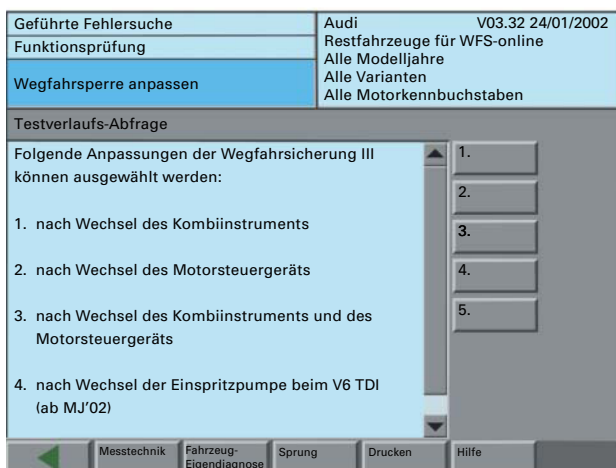 Geführte Fehlersuche
Funktionsprüfung
Wegfahrsperre anpassen
Audi V03.32 24/01/2002
Restfahrzeuge für WFS-online
Alle Modelljahre
Alle Varianten
Alle Motorkennbuchstaben
Testverlaufs-Abfrage
Folgende Anpassungen der Wegfahrsicherung III
können ausgewählt werden:
1. nach Wechsel des Kombiinstruments
2. nach Wechsel des Motorsteuergeräts
3. nach Wechsel des Kombiinstruments und des
Motorsteuergeräts
4. nach Wechsel der Einspritzpumpe beim V6 TDI
(ab MJ'02)
1.
2.
3.
4.
5.
Messtechnik
Fahrzeug-
Eigendiagnose
Sprung
Drucken
Hilfe